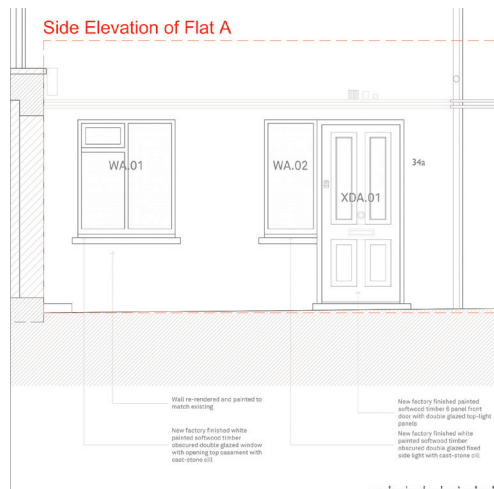 Side Elevation of Flat A
WA.01
WA.02
34a
XDA.01
Wall re-rendered and painted to
match existing
New factory finished white
painted softwood timber
obscured double glazed window
with opening top casament with
cast-stone cill
New factory finished painted
softwood timber 6 panel front
door with double glazed top-light
panels
New factory finished white
painted softwood timber
obscured double glazed fixed
side light with cast-stone cill